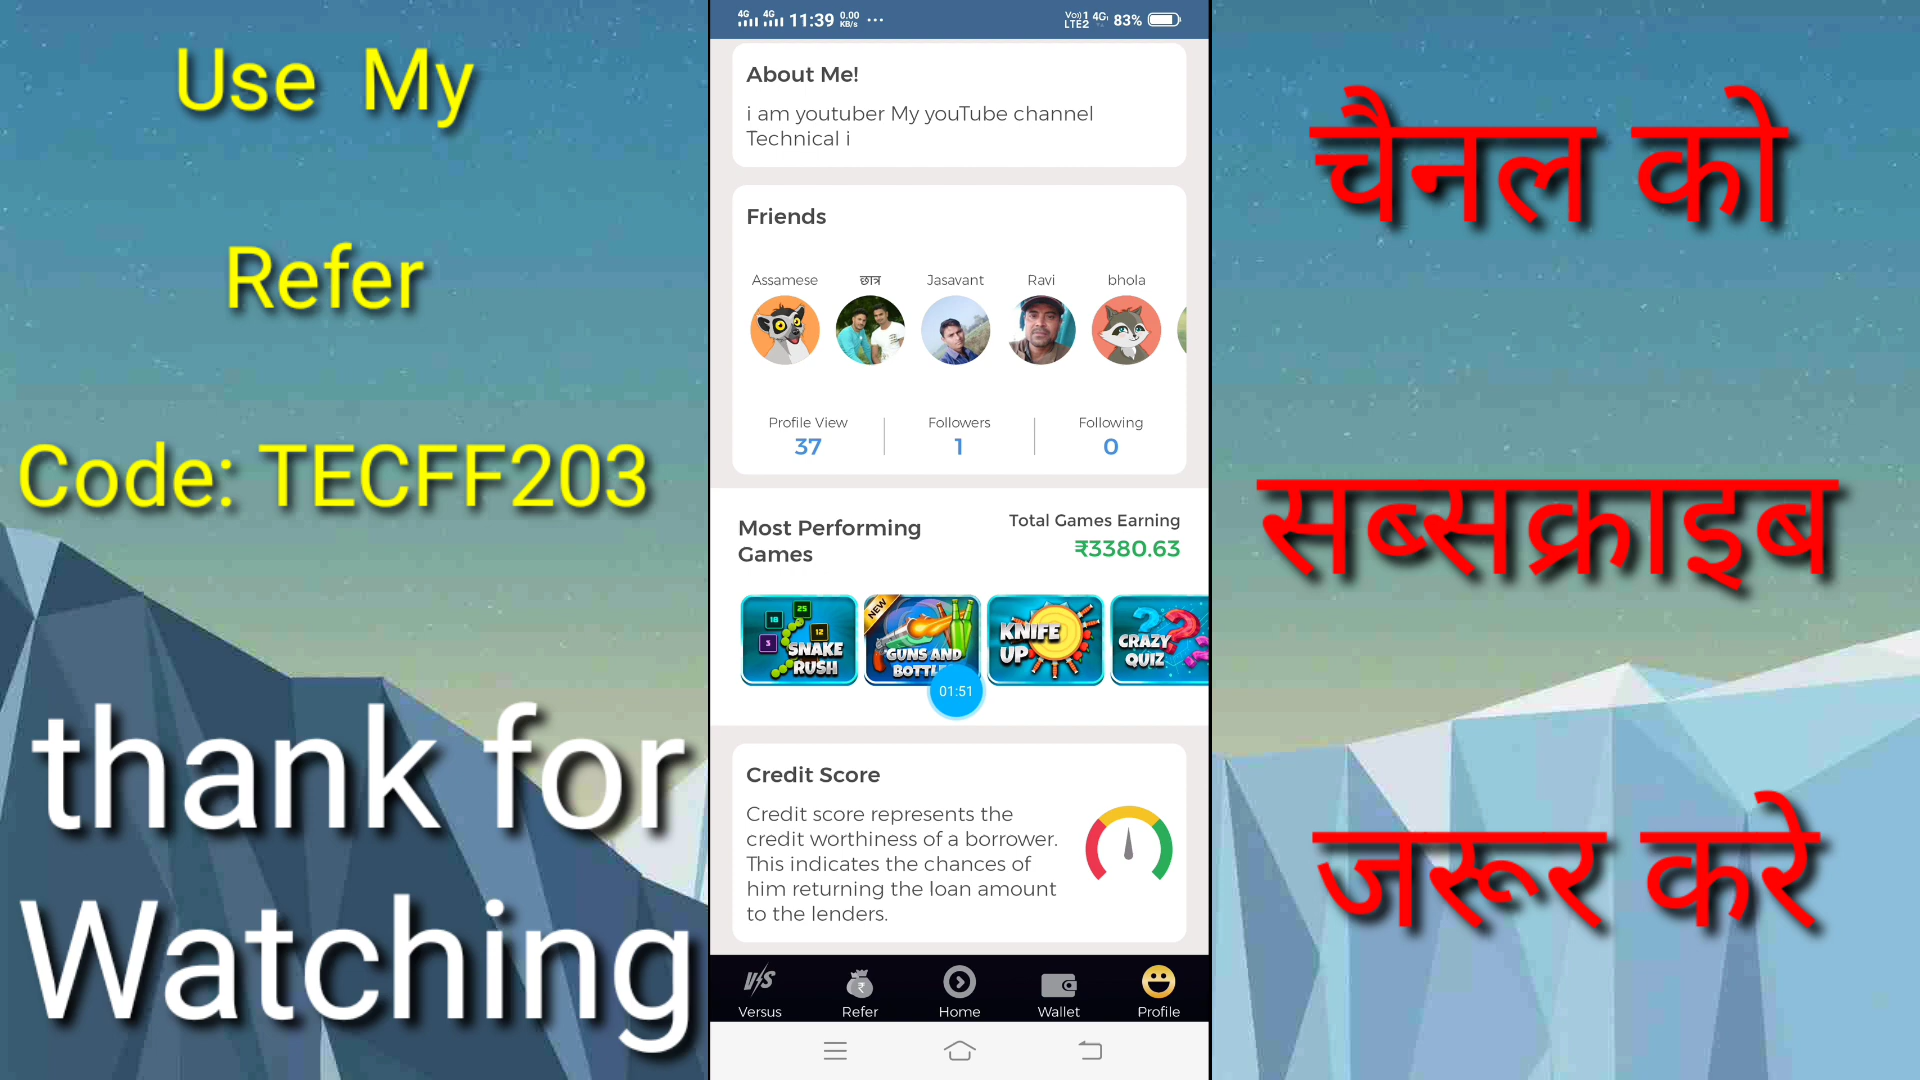 Use My
Refer
Code: TECFF203
thank for
Watching
4G 4G 11:39 0.00 KB/s ...
Vo)) 1 4G LTE2 83%
About Me!
i am youtuber My youTube channel
Technical i
Friends
Assamese छात्र Jasavant Ravi bhola
Profile View Followers Following
37 1 0
Most Performing
Games
Total Games Earning
₹3380.63
25
18
12
3
SNAKE
RUSH
NEW
GUNS AND
BOTTL
KNIFE
UP
CRAZY
QUIZ
01:51
Credit Score
Credit score represents the
credit worthiness of a borrower.
This indicates the chances of
him returning the loan amount
to the lenders.
V/S
Versus Refer Home Wallet Profile
चैनल को
सब्सक्राइब
जरूर करे